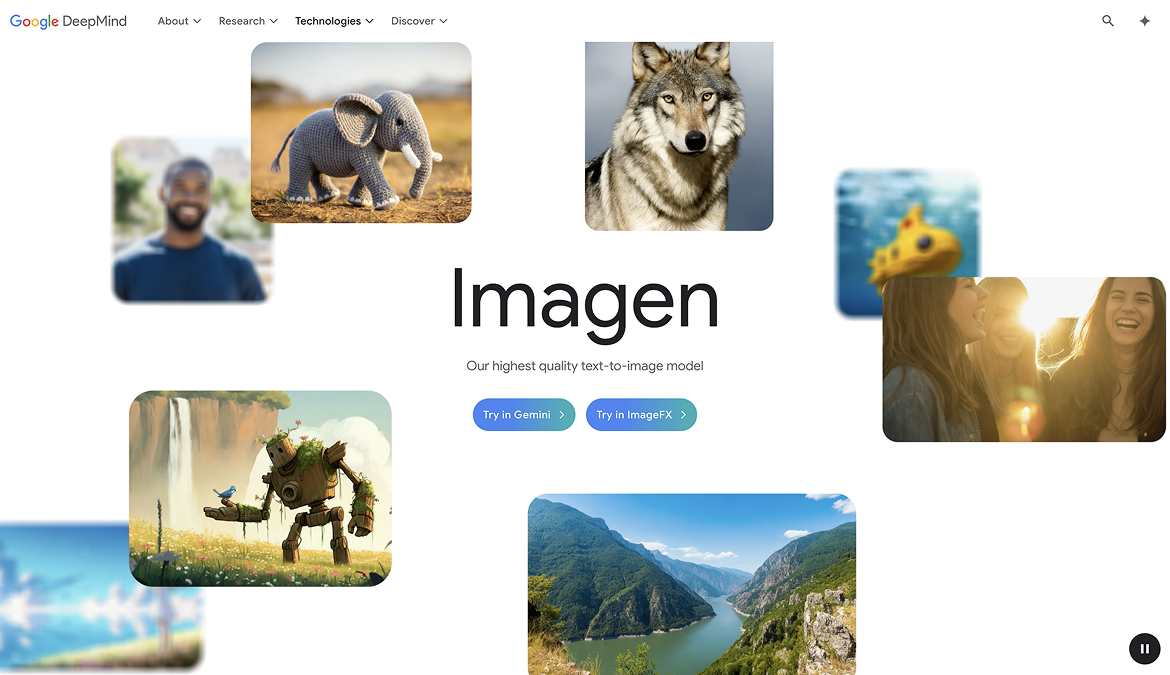 Google DeepMind About Research Technologies Discover
Imagen
Our highest quality text-to-image model
Try in Gemini Try in ImageFX